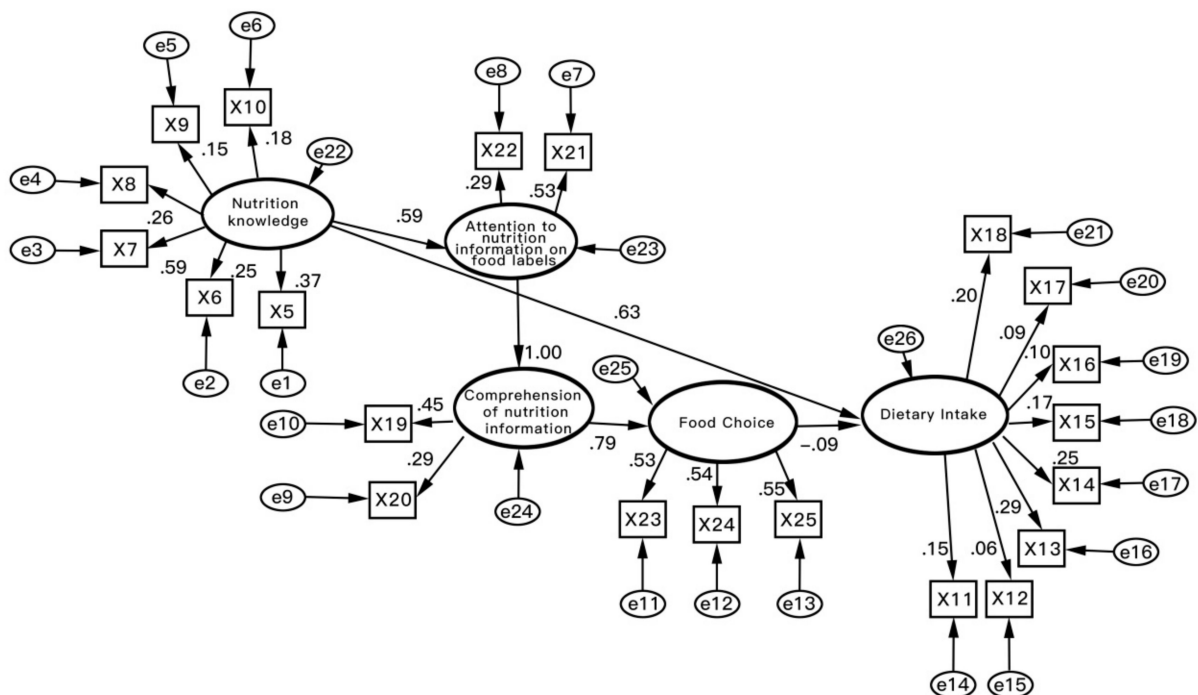 e6
e5
e8
e7
X10
X9
.18
e22
X22
X21
.15
e4
X8
.29
.53
Nutrition
knowledge
.59
.26
Attention to
nutrition
information on
food labels
e3
X7
e23
X18
e21
.59
.25
.37
X6
X5
.20
X17
e20
.63
.09
e26
1.00
.10
X16
e19
e2
e1
e25
Comprehension
of nutrition
information
.45
.17
e10
X19
Food Choice
Dietary Intake
X15
e18
.79
-.09
.29
.53
.54
.55
.25
X14
e17
e9
X20
e24
X23
X24
X25
.29
X13
e16
.15
.06
e11
e12
e13
X11
X12
e14
e15